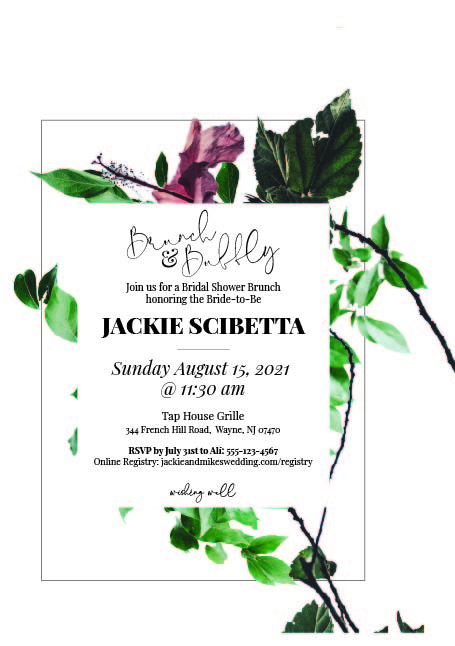 Brunch
& Bubbly
Join us for a Bridal Shower Brunch
honoring the Bride-to-Be
JACKIE SCIBETTA
Sunday August 15, 2021
@ 11:30 am
Tap House Grille
344 French Hill Road, Wayne, NJ 07470
RSVP by July 31st to Ali: 555-123-4567
Online Registry: jackieandmikeswedding.com/registry
wishing well